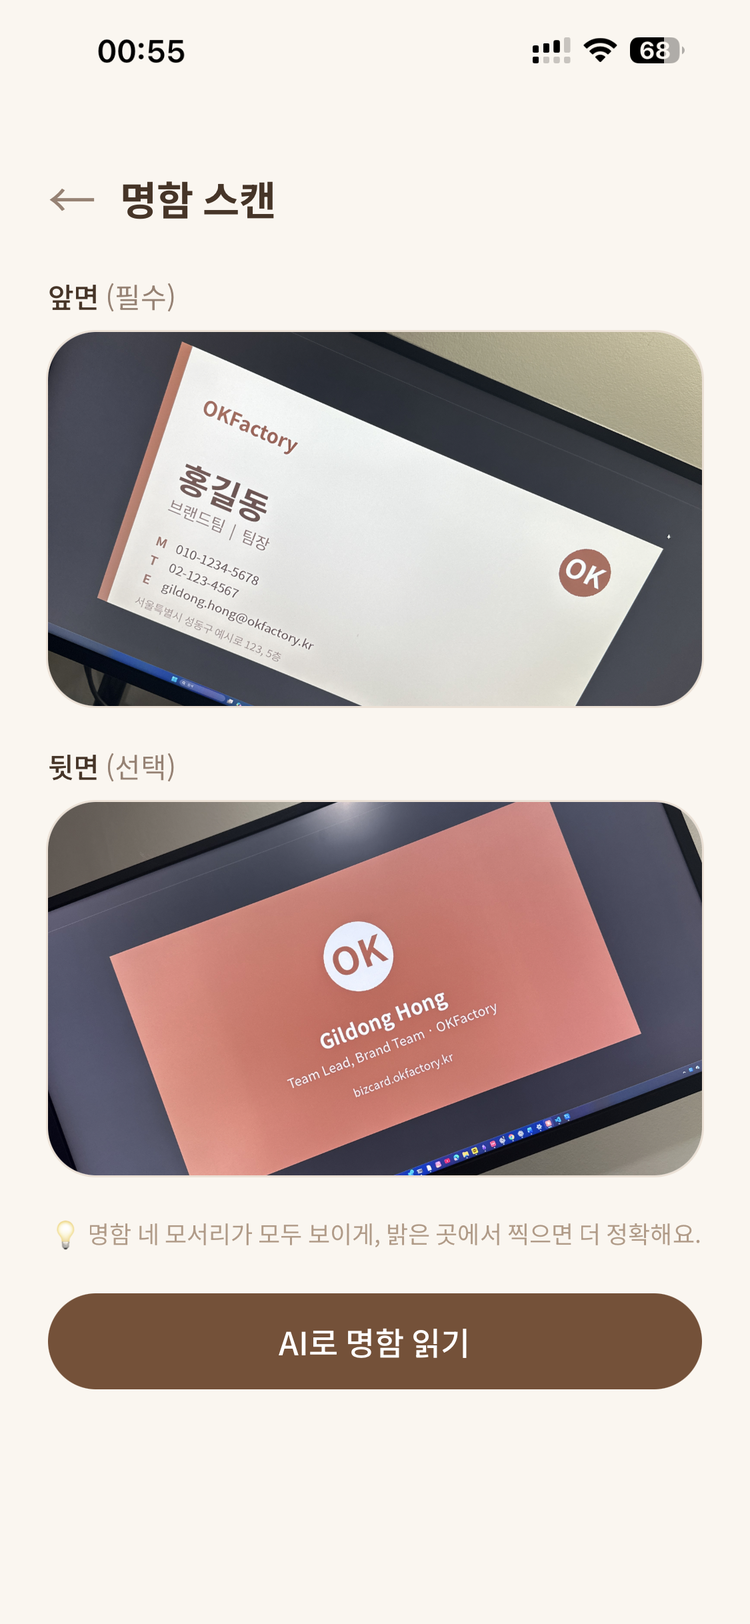 00:55
68
← 명함 스캔
앞면 (필수)
OKFactory
홍길동
브랜드팀 | 팀장
OK
M 010-1234-5678
T 02-123-4567
E gildong.hong@okfactory.kr
서울특별시 성동구 예시로 123, 5층
뒷면 (선택)
OK
Gildong Hong
Team Lead, Brand Team · OKFactory
bizcard.okfactory.kr
명함 네 모서리가 모두 보이게, 밝은 곳에서 찍으면 더 정확해요.
AI로 명함 읽기